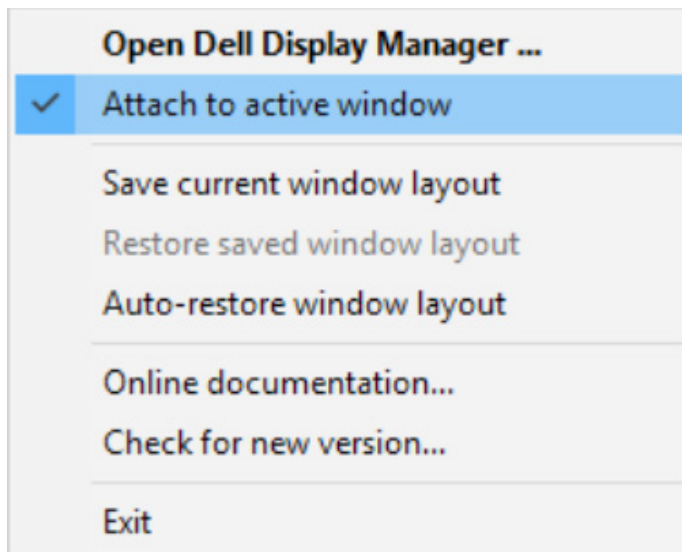 Open Dell Display Manager ...
Attach to active window
Save current window layout
Restore saved window layout
Auto-restore window layout
Online documentation...
Check for new version...
Exit